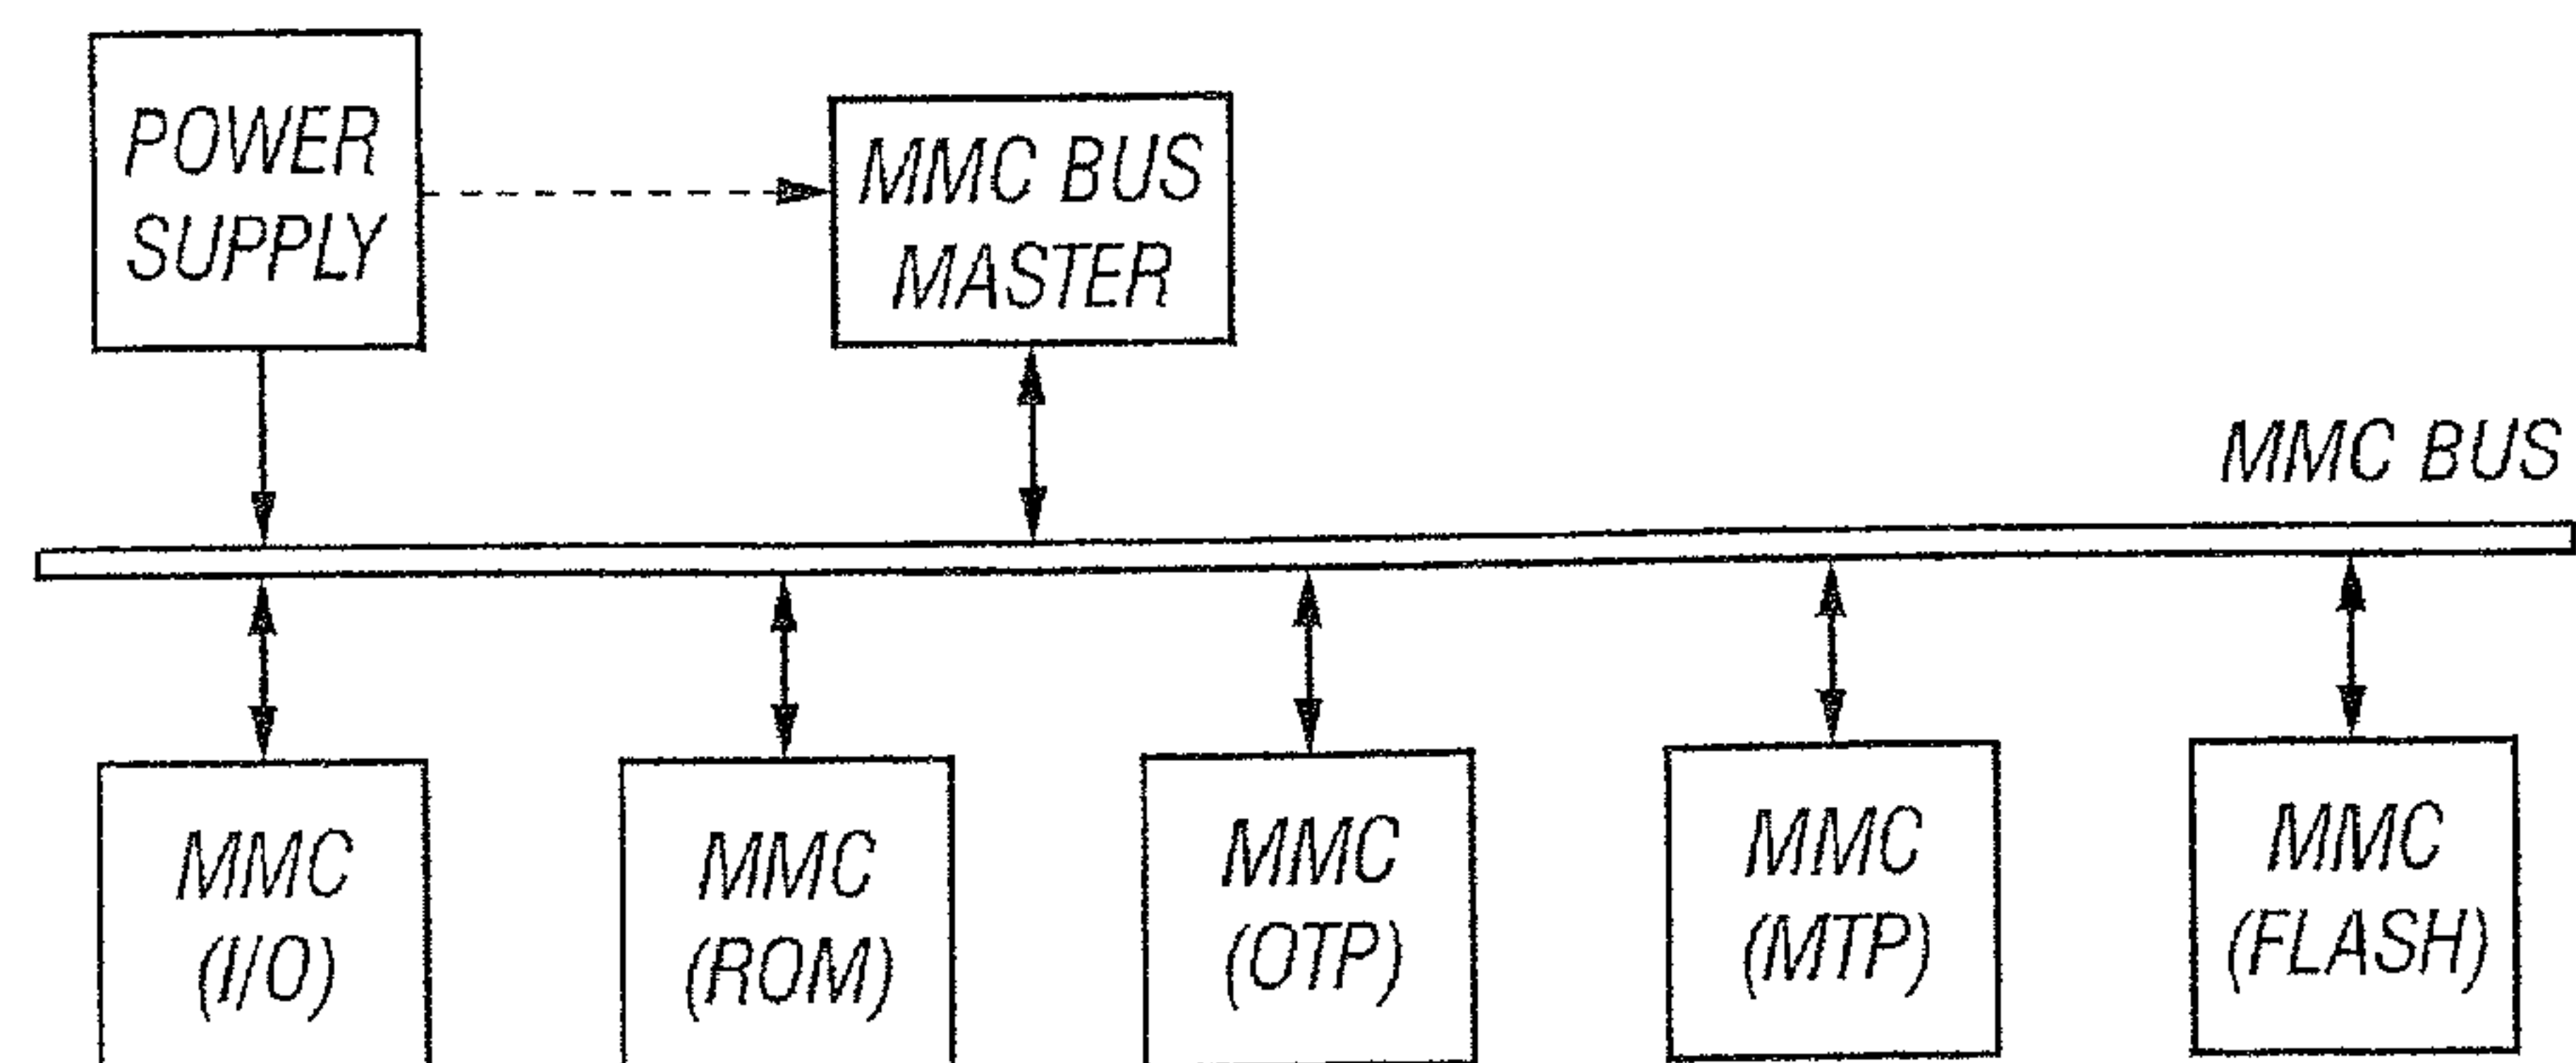 POWER
SUPPLY
MMC BUS
MASTER
MMC BUS
MMC
(I/O)
MMC
(ROM)
MMC
(OTP)
MMC
(MTP)
MMC
(FLASH)